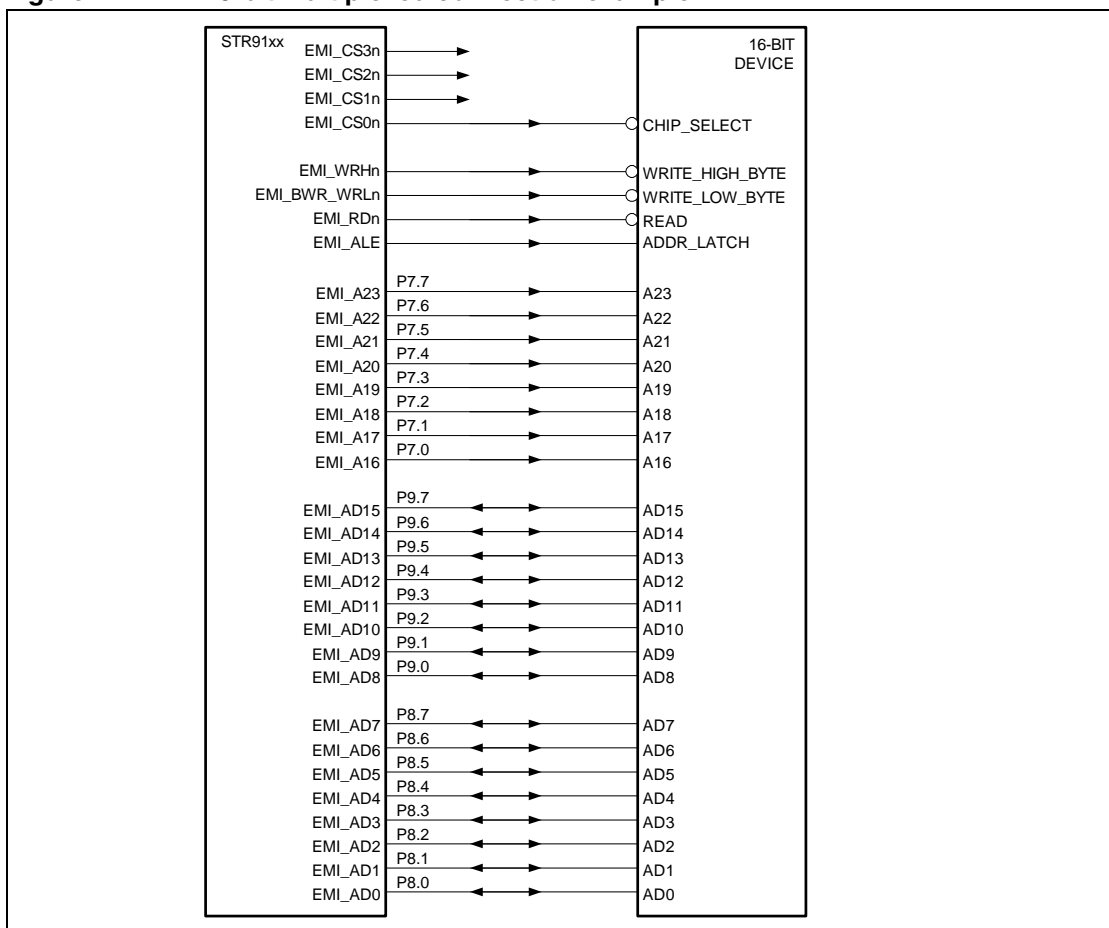 STR91xx
16-BIT
DEVICE
EMI_CS3n
EMI_CS2n
EMI_CS1n
EMI_CS0n CHIP_SELECT
EMI_WRHn WRITE_HIGH_BYTE
EMI_BWR_WRLn WRITE_LOW_BYTE
EMI_RDn READ
EMI_ALE ADDR_LATCH
EMI_A23 P7.7 A23
EMI_A22 P7.6 A22
EMI_A21 P7.5 A21
EMI_A20 P7.4 A20
EMI_A19 P7.3 A19
EMI_A18 P7.2 A18
EMI_A17 P7.1 A17
EMI_A16 P7.0 A16
EMI_AD15 P9.7 AD15
EMI_AD14 P9.6 AD14
EMI_AD13 P9.5 AD13
EMI_AD12 P9.4 AD12
EMI_AD11 P9.3 AD11
EMI_AD10 P9.2 AD10
EMI_AD9 P9.1 AD9
EMI_AD8 P9.0 AD8
EMI_AD7 P8.7 AD7
EMI_AD6 P8.6 AD6
EMI_AD5 P8.5 AD5
EMI_AD4 P8.4 AD4
EMI_AD3 P8.3 AD3
EMI_AD2 P8.2 AD2
EMI_AD1 P8.1 AD1
EMI_AD0 P8.0 AD0